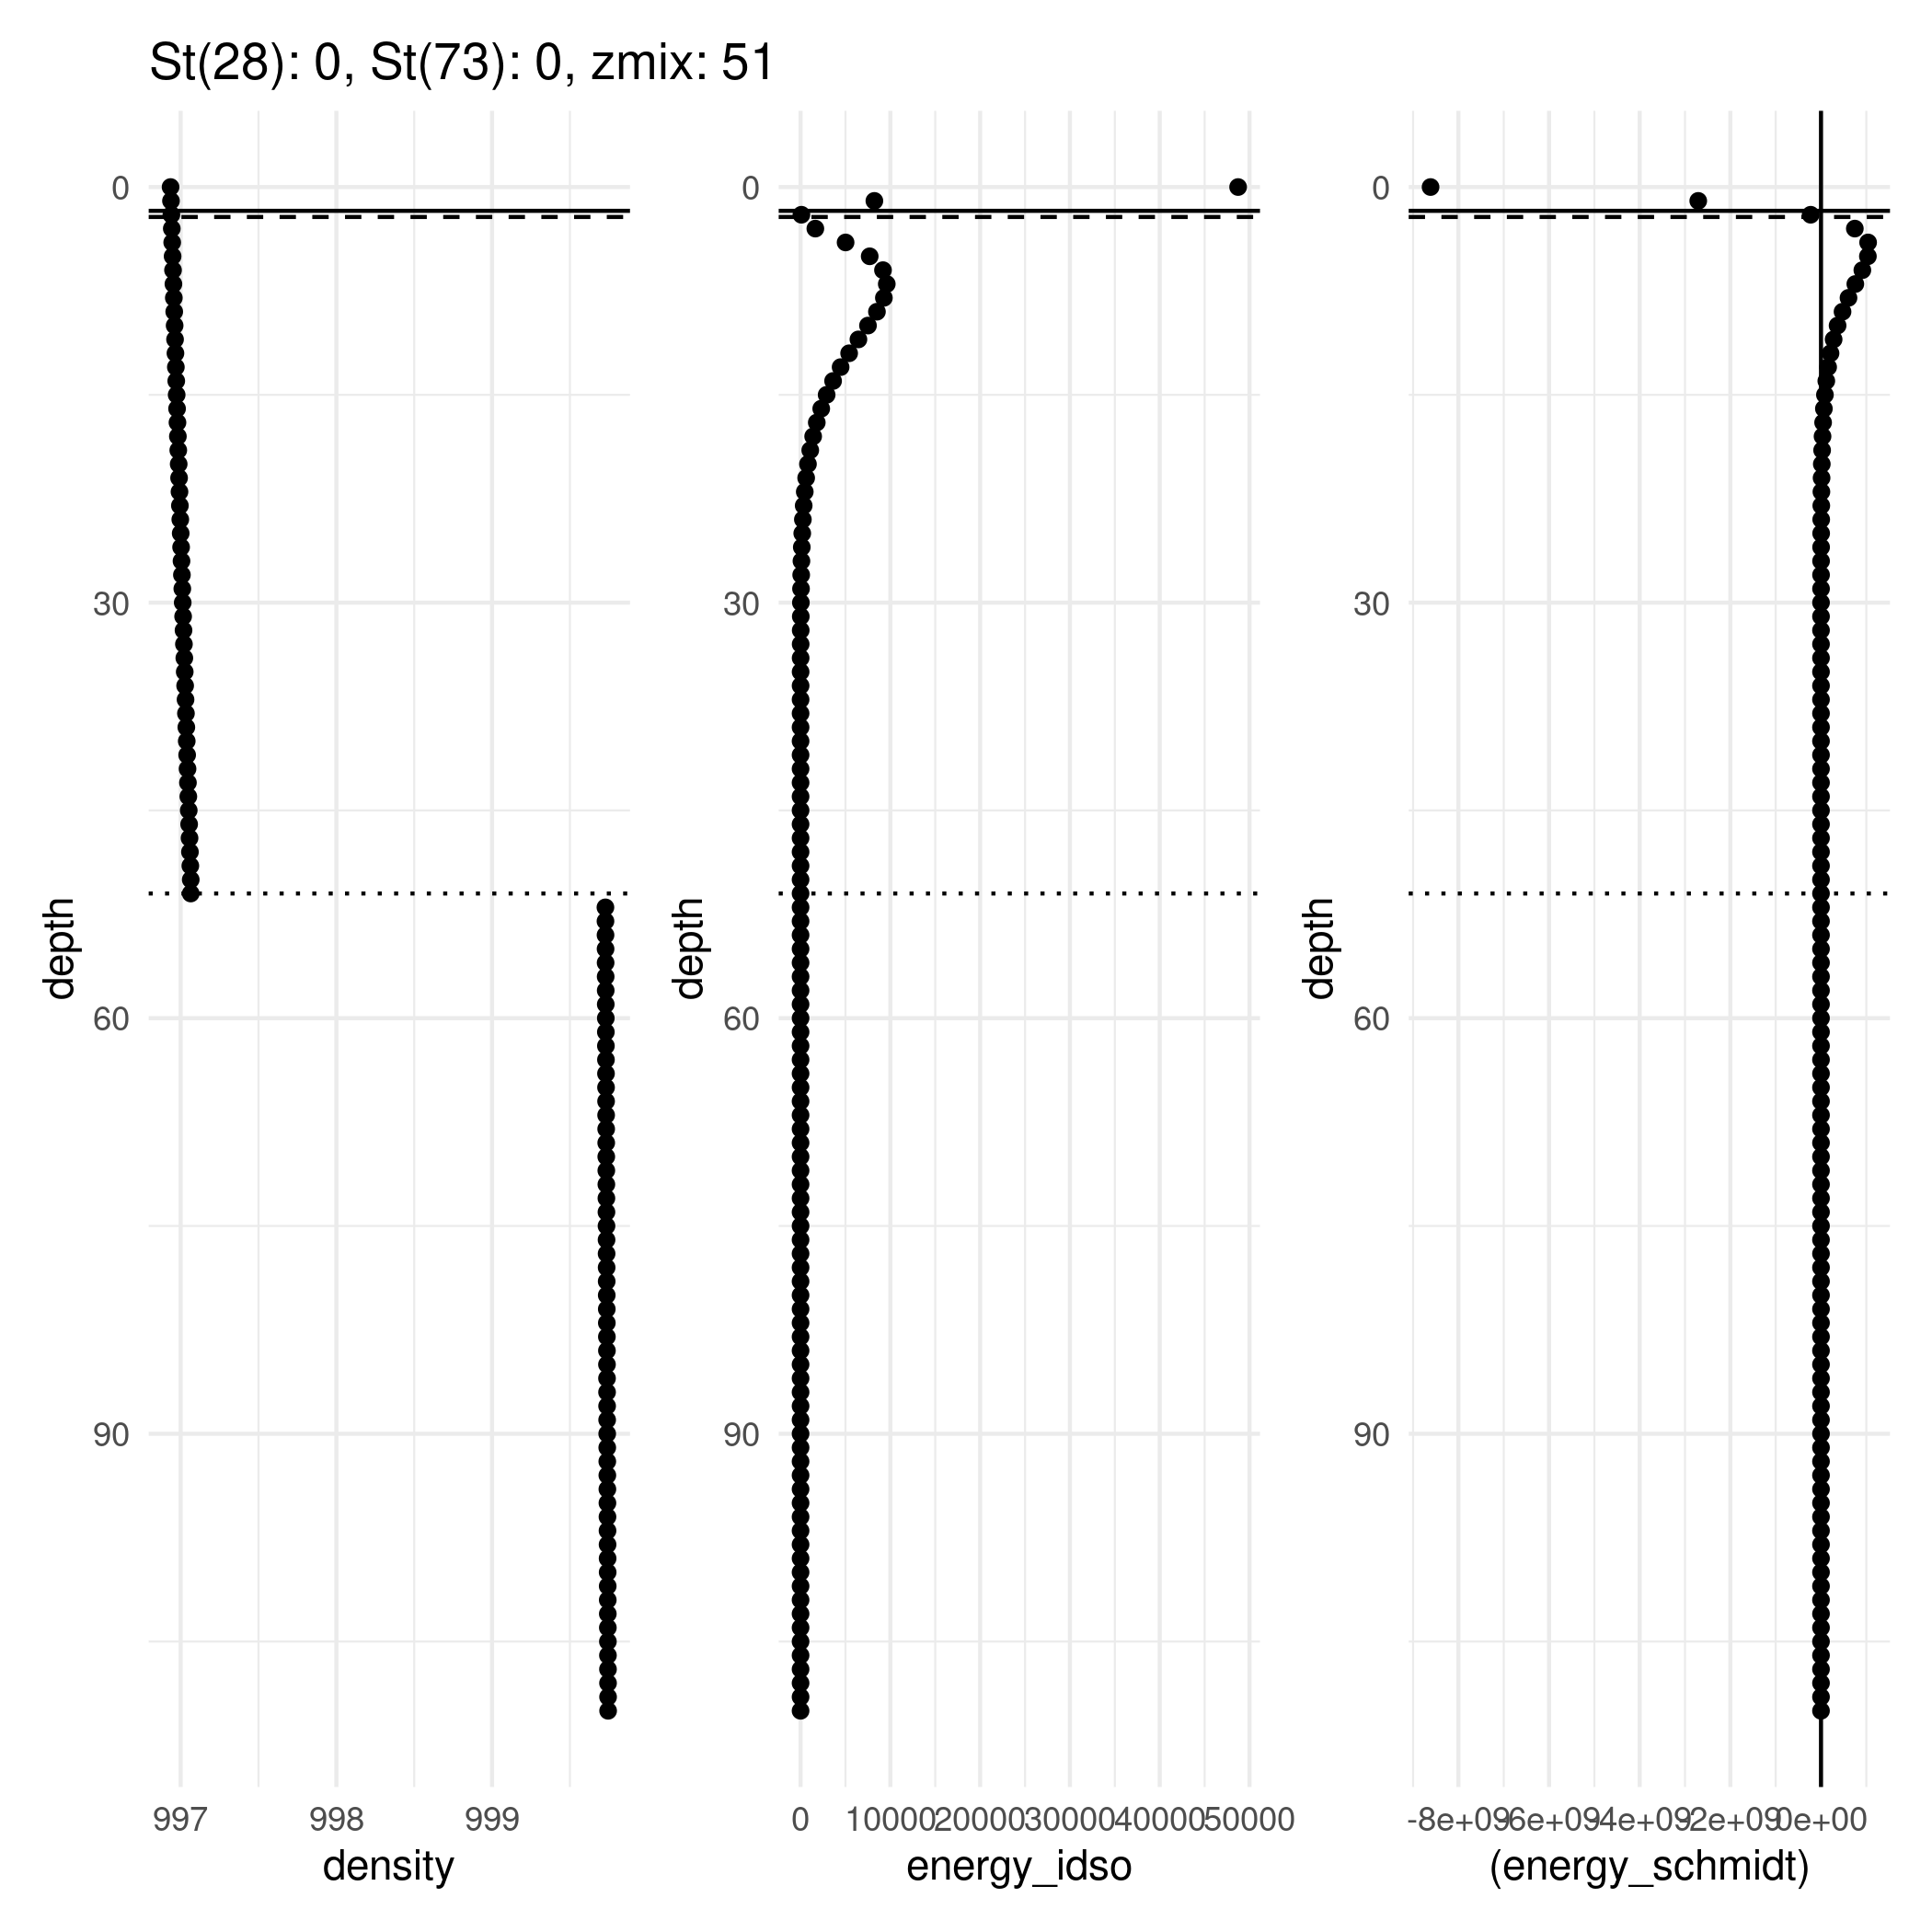 St(28): 0, St(73): 0, zmix: 51
depth
0
30
60
90
997 998 999
density
depth
0
30
60
90
0 10000 20000 30000 40000 50000
energy_idso
depth
0
30
60
90
-8e+09 -6e+09 -4e+09 -2e+09 0e+00
(energy_schmidt)